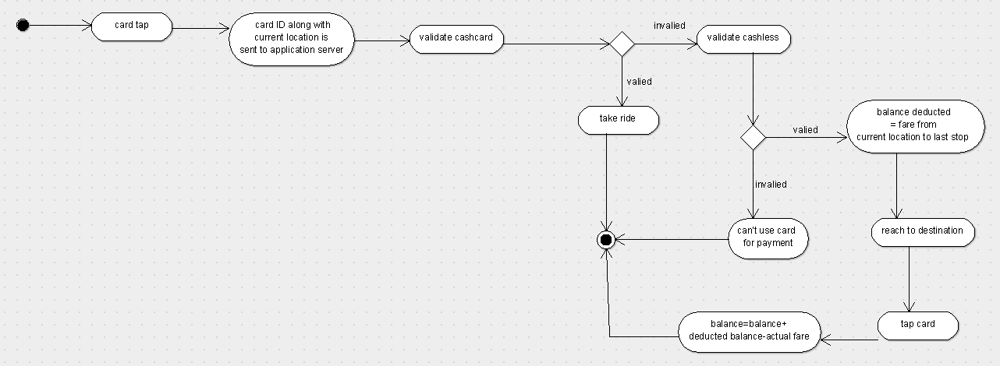 card tap
card ID along with
current location is
sent to application server
validate cashcard
invalied
validate cashless
valied
take ride
valied
balance deducted
= fare from
current location to last stop
invalied
can't use card
for payment
reach to destination
balance=balance+
deducted balance-actual fare
tap card